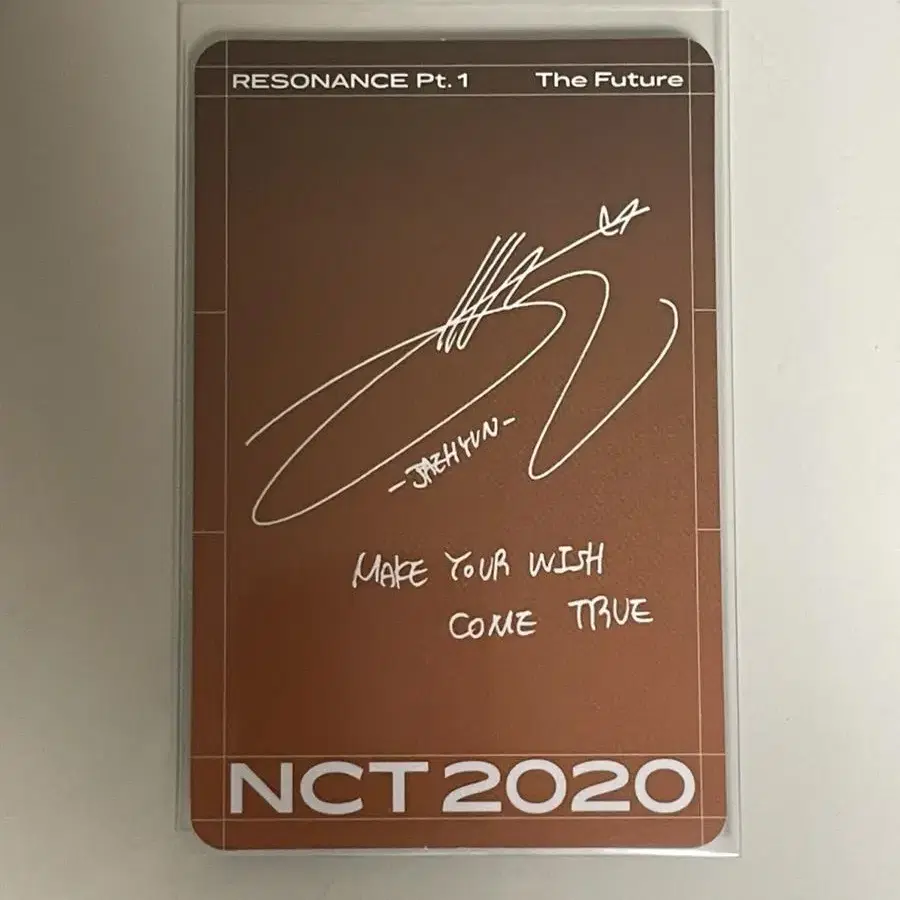 RESONANCE Pt. 1 The Future
-JAEHYUN-
MAKE YOUR WISH
COME TRUE
NCT 2020